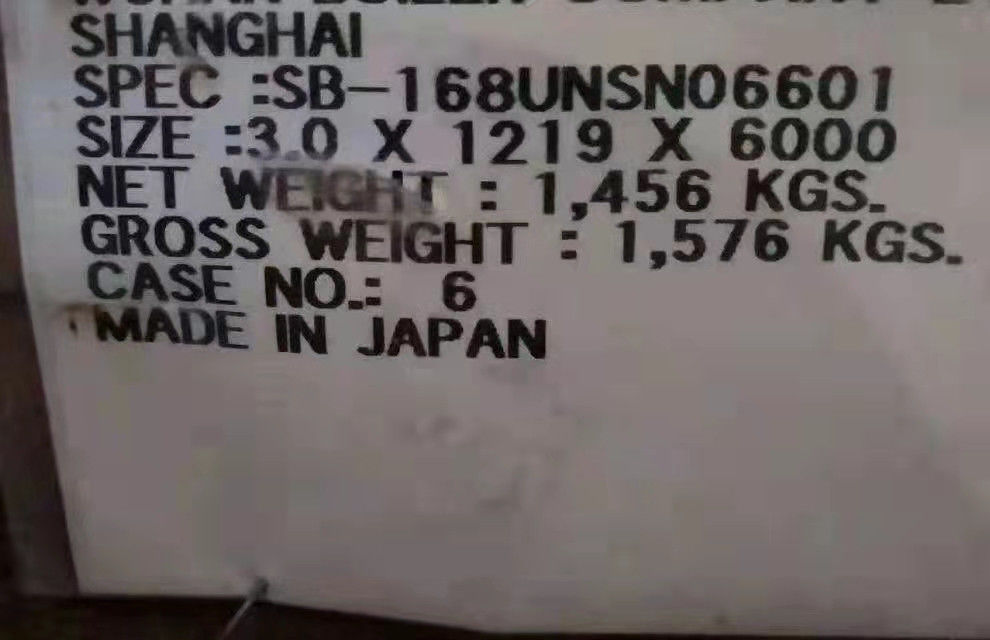 SHANGHAI
SPEC :SB-168UNSN06601
SIZE :3.0 X 1219 X 6000
NET WEIGHT : 1,456 KGS.
GROSS WEIGHT : 1,576 KGS.
CASE NO.: 6
MADE IN JAPAN